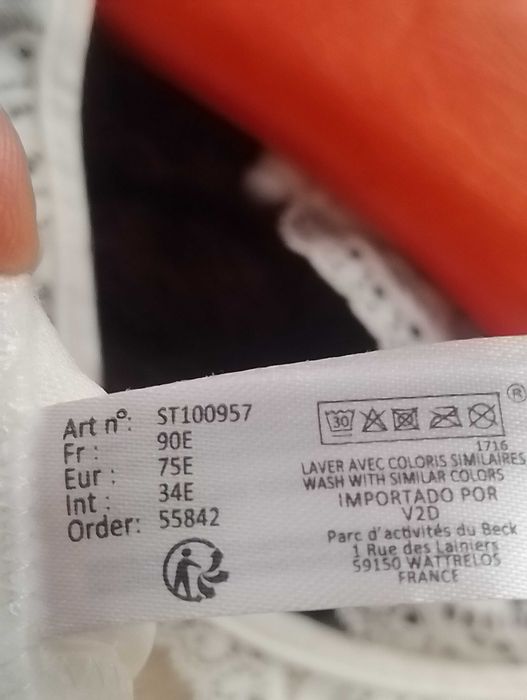 Art nº: ST100957
Fr : 90E
Eur : 75E
Int : 34E
Order: 55842
30
®
1716
LAVER AVEC COLORIS SIMILAIRES
WASH WITH SIMILAR COLORS
IMPORTADO POR
V2D
Parc d'activités du Beck
1 Rue des Lainiers
59150 WATTRELOS
FRANCE